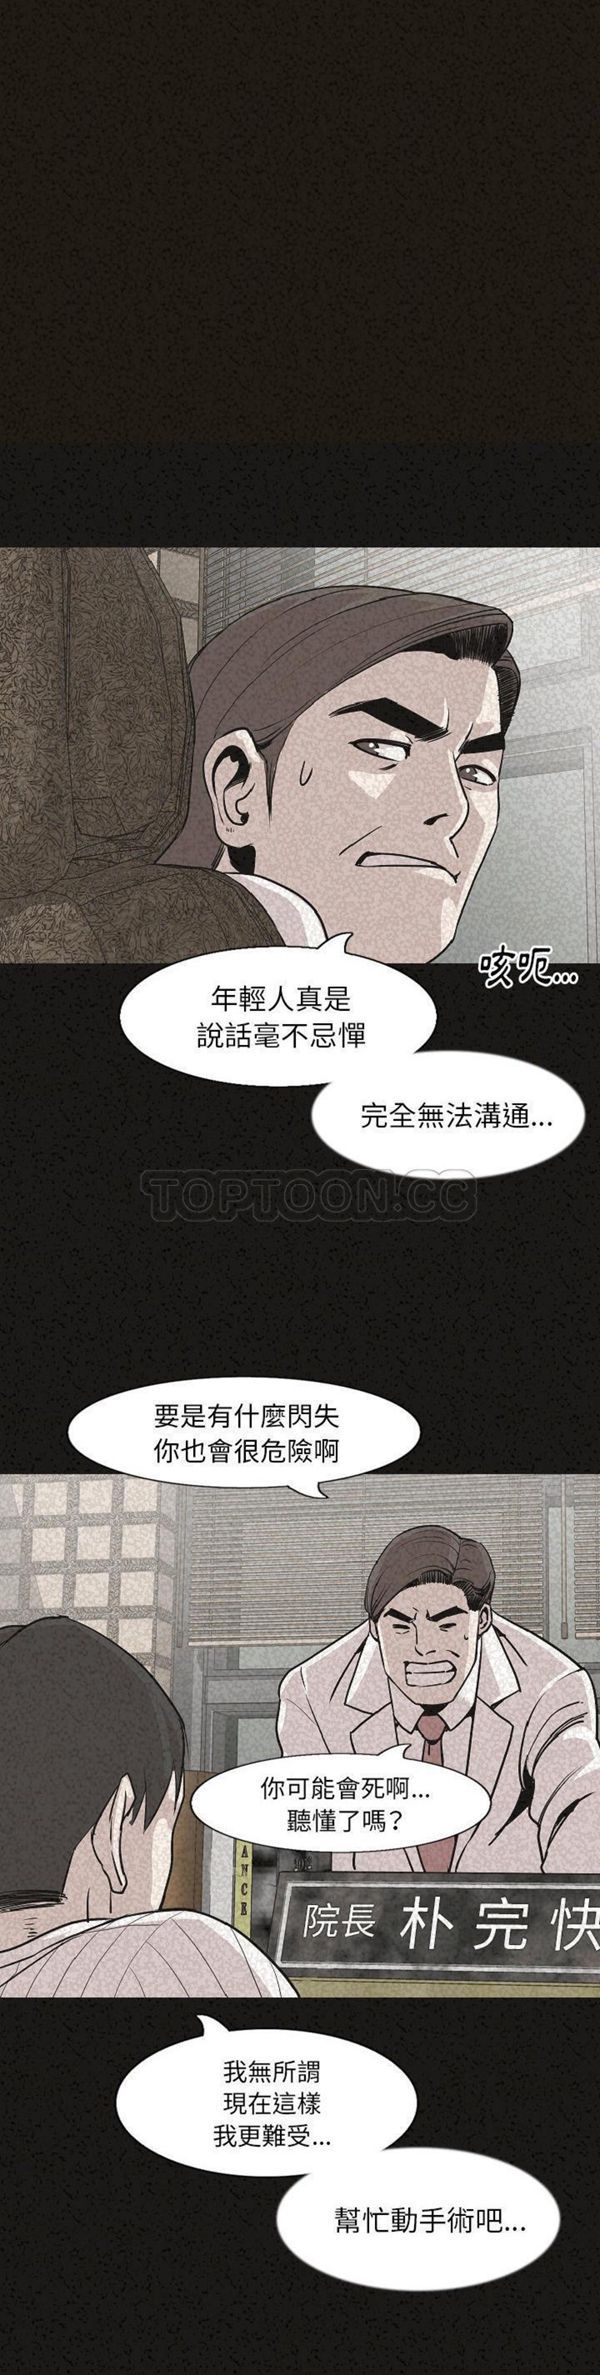 咳呃...
年輕人真是
說話毫不忌憚
完全無法溝通...
TOPTOON.CC
要是有什麼閃失
你也會很危險啊
你可能會死啊...
聽懂了嗎？
ANCE
院長 朴完快
我無所謂
現在這樣
我更難受...
幫忙動手術吧...